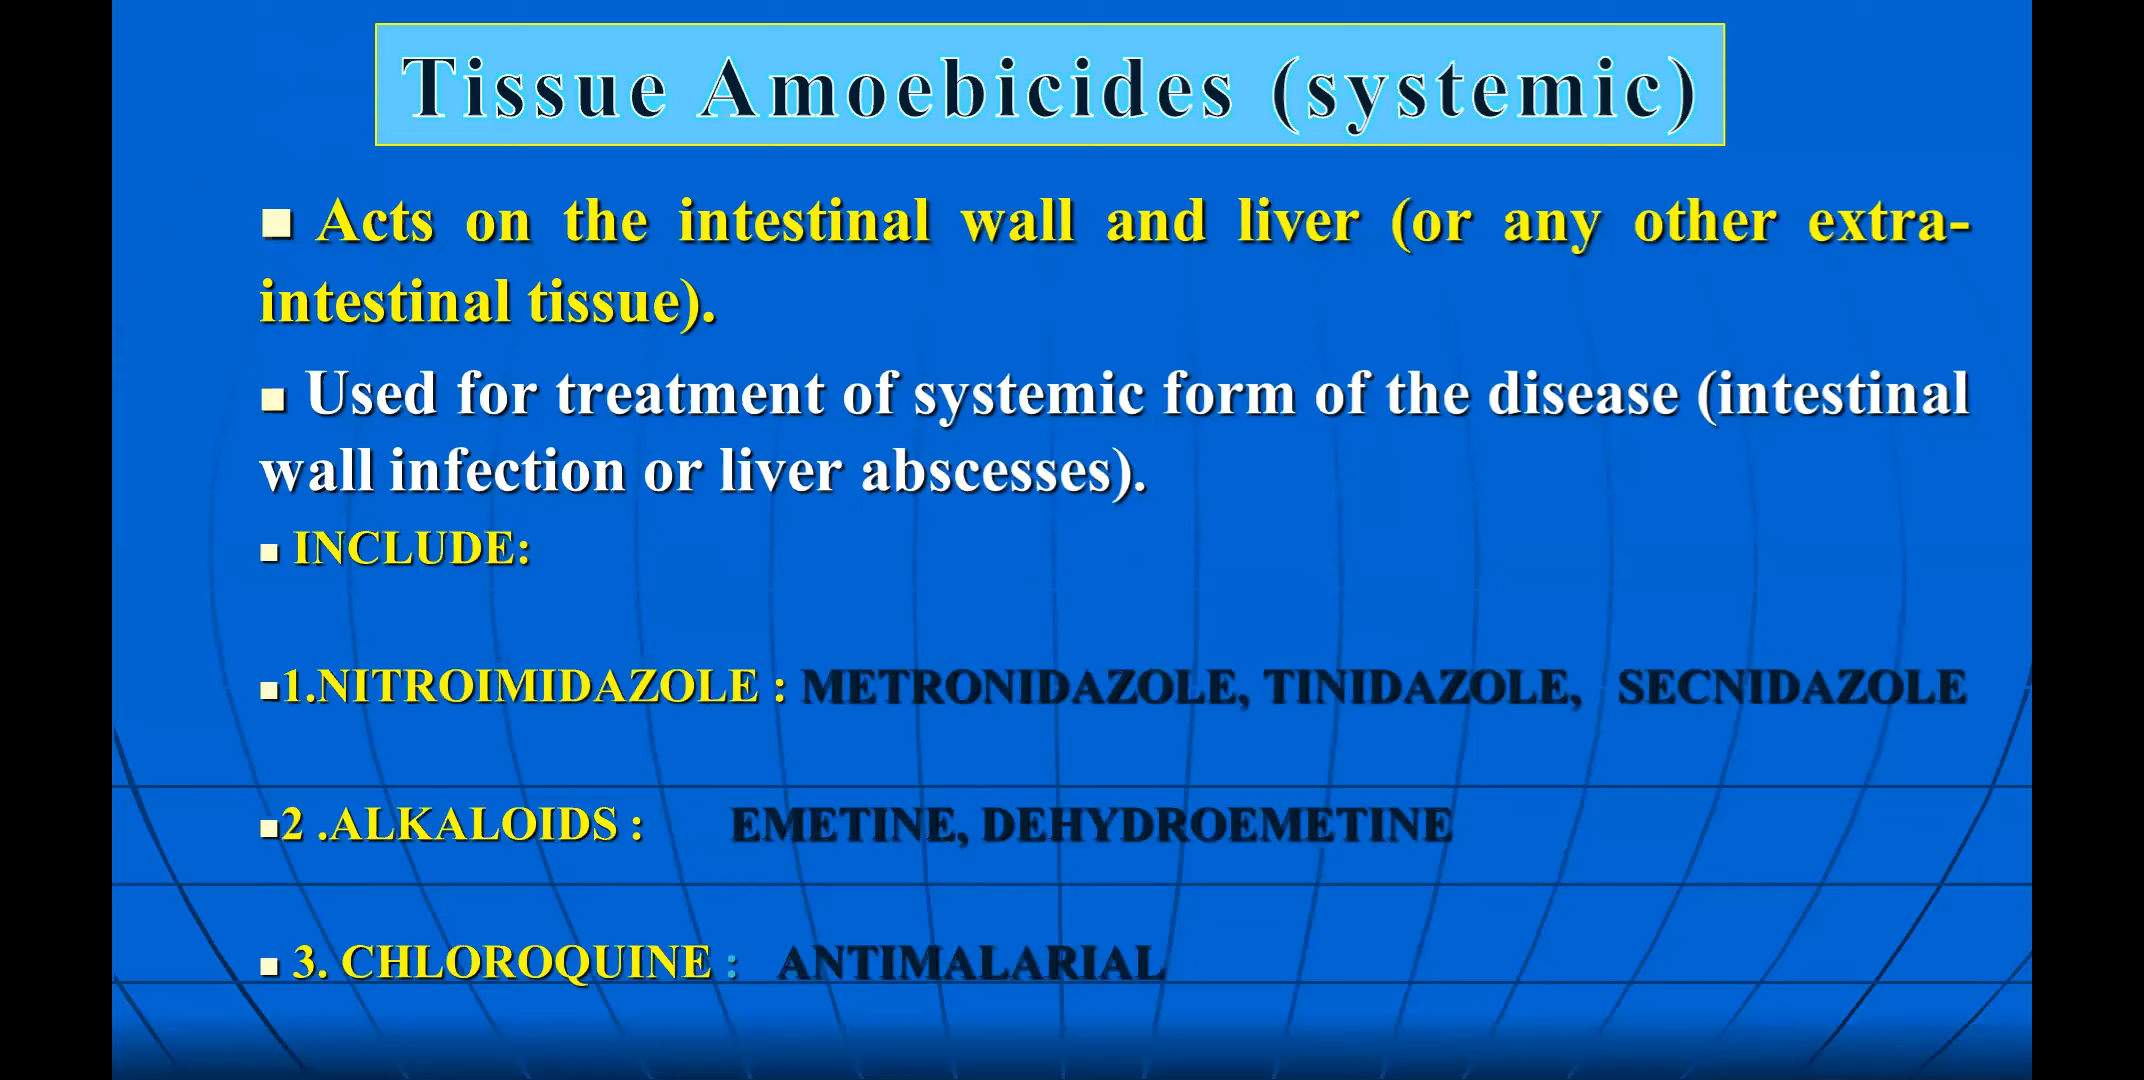 Tissue Amoebicides (systemic)
■ Acts on the intestinal wall and liver (or any other extra-
intestinal tissue).
■ Used for treatment of systemic form of the disease (intestinal
wall infection or liver abscesses).
■ INCLUDE:
■1.NITROIMIDAZOLE : METRONIDAZOLE, TINIDAZOLE, SECNIDAZOLE
■2 .ALKALOIDS : EMETINE, DEHYDROEMETINE
■ 3. CHLOROQUINE : ANTIMALARIAL